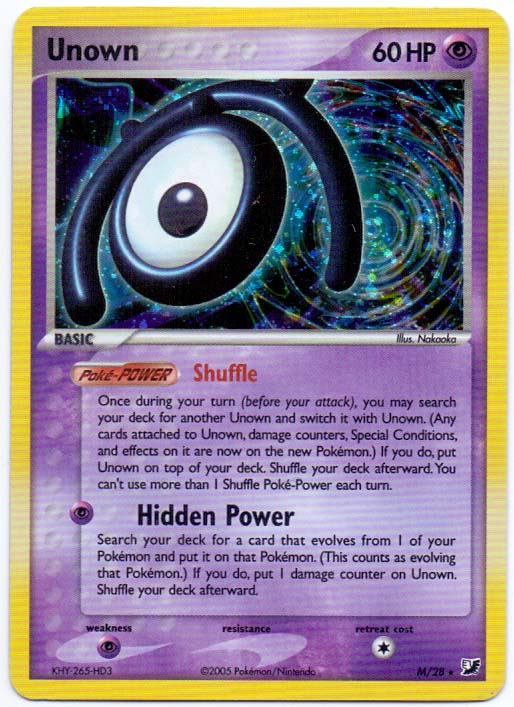 Unown 60 HP
BASIC Illus. Nakaoka
Poké-POWER Shuffle
Once during your turn (before your attack), you may search
your deck for another Unown and switch it with Unown. (Any
cards attached to Unown, damage counters, Special Conditions,
and effects on it are now on the new Pokémon.) If you do, put
Unown on top of your deck. Shuffle your deck afterward. You
can't use more than 1 Shuffle Poké-Power each turn.
Hidden Power
Search your deck for a card that evolves from 1 of your
Pokémon and put it on that Pokémon. (This counts as evolving
that Pokémon.) If you do, put 1 damage counter on Unown.
Shuffle your deck afterward.
weakness resistance retreat cost
KHY-265-HD3 ©2005 Pokémon/Nintendo M/28 ★